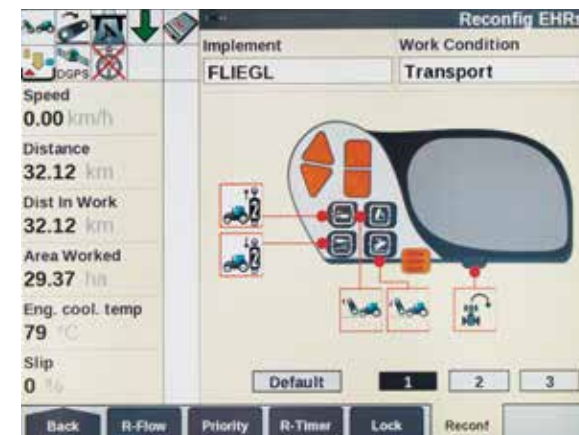 Reconfig EHRs
DGPS
Implement
Work Condition
FLIEGL
Transport
Speed
0.00 km/h
Distance
32.12 km
Dist In Work
32.12 km
Area Worked
29.37 ha
Eng. cool. temp
79 °C
Slip
0 %
2
2
Default
1
2
3
Back
R-Flow
Priority
R-Timer
Lock
Reconf